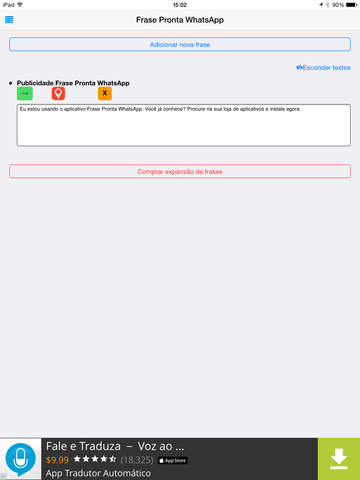 iPad 15:02
Frase Pronta WhatsApp
Adicionar nova frase
Esconder textos
Publicidade Frase Pronta WhatsApp
→ X
Eu estou usando o aplicativo Frase Pronta WhatsApp. Você já conhece? Procure na sua loja de aplicativos e instale agora.
Comprar expansão de frases
Fale e Traduza – Voz ao ...
$9.99 (18,325) App Store
App Tradutor Automático